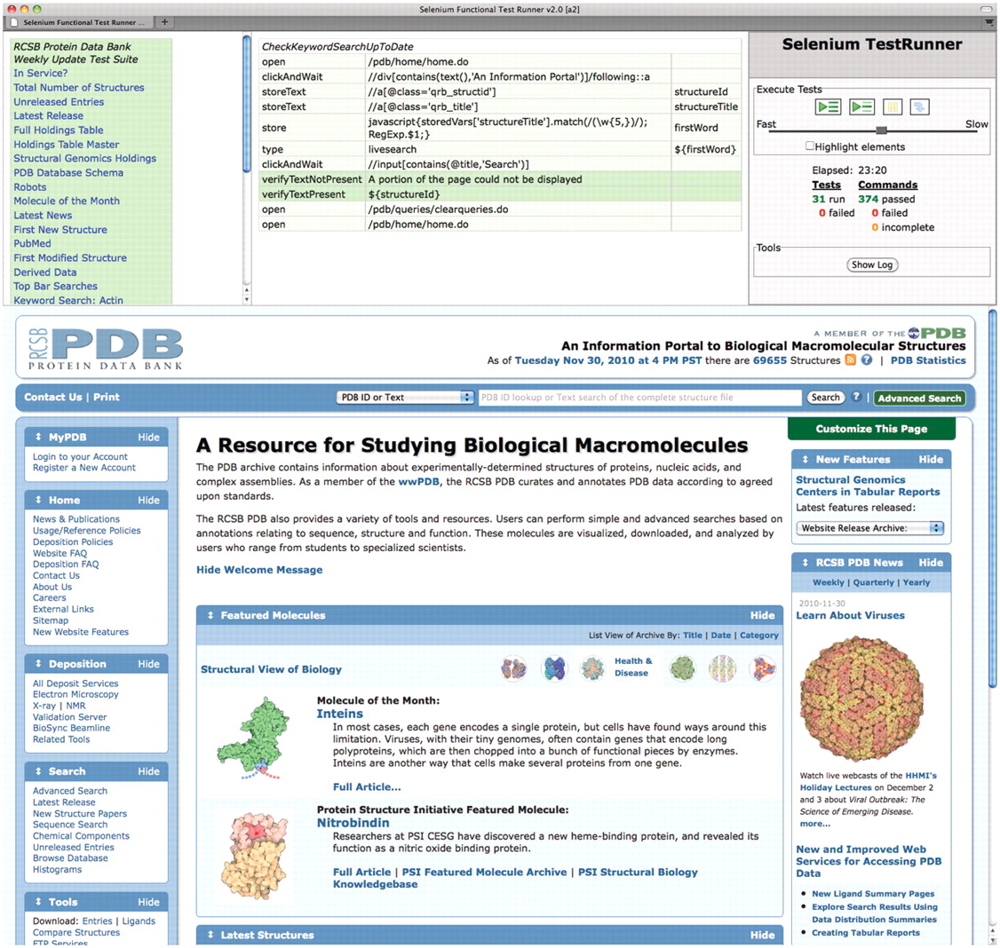 Selenium Functional Test Runner v2.0 [a2]
Selenium Functional Test Runner ...
RCSB Protein Data Bank
Weekly Update Test Suite
In Service?
Total Number of Structures
Unreleased Entries
Latest Release
Full Holdings Table
Holdings Table Master
Structural Genomics Holdings
PDB Database Schema
Robots
Molecule of the Month
Latest News
First New Structure
PubMed
First Modified Structure
Derived Data
Top Bar Searches
Keyword Search: Actin
CheckKeywordSearchUpToDate
open /pdb/home/home.do
clickAndWait //div[contains(text(),'An Information Portal')]/following::a
storeText //a[@class='qrb_structid'] structureId
storeText //a[@class='qrb_title'] structureTitle
store javascript{storedVars['structureTitle'].match(/(\w{5,})/); RegExp.$1;} firstWord
type livesearch ${firstWord}
clickAndWait //input[contains(@title,'Search')]
verifyTextNotPresent A portion of the page could not be displayed
verifyTextPresent ${structureId}
open /pdb/queries/clearqueries.do
open /pdb/home/home.do
Selenium TestRunner
Execute Tests
Fast Slow
Highlight elements
Elapsed: 23:20
Tests Commands
31 run 374 passed
0 failed 0 failed
0 incomplete
Tools
Show Log
RCSB PDB
PROTEIN DATA BANK
A MEMBER OF THE PDB
An Information Portal to Biological Macromolecular Structures
As of Tuesday Nov 30, 2010 at 4 PM PST there are 69655 Structures ? | PDB Statistics
Contact Us | Print
PDB ID or Text
PDB ID lookup or Text search of the complete structure file
Search ? | Advanced Search
MyPDB Hide
Login to your Account
Register a New Account
Home Hide
News & Publications
Usage/Reference Policies
Deposition Policies
Website FAQ
Deposition FAQ
Contact Us
About Us
Careers
External Links
Sitemap
New Website Features
Deposition Hide
All Deposit Services
Electron Microscopy
X-ray | NMR
Validation Server
BioSync Beamline
Related Tools
Search Hide
Advanced Search
Latest Release
New Structure Papers
Sequence Search
Chemical Components
Unreleased Entries
Browse Database
Histograms
Tools Hide
Download: Entries | Ligands
Compare Structures
FTP Services
A Resource for Studying Biological Macromolecules
The PDB archive contains information about experimentally-determined structures of proteins, nucleic acids, and
complex assemblies. As a member of the wwPDB, the RCSB PDB curates and annotates PDB data according to agreed
upon standards.
The RCSB PDB also provides a variety of tools and resources. Users can perform simple and advanced searches based on
annotations relating to sequence, structure and function. These molecules are visualized, downloaded, and analyzed by
users who range from students to specialized scientists.
Hide Welcome Message
Featured Molecules Hide
List View of Archive By: Title | Date | Category
Structural View of Biology
Health &
Disease
Molecule of the Month:
Inteins
In most cases, each gene encodes a single protein, but cells have found ways around this
limitation. Viruses, with their tiny genomes, often contain genes that encode long
polyproteins, which are then chopped into a bunch of functional pieces by enzymes.
Inteins are another way that cells make several proteins from one gene.
Full Article...
Protein Structure Initiative Featured Molecule:
Nitrobindin
Researchers at PSI CESG have discovered a new heme-binding protein, and revealed its
function as a nitric oxide binding protein.
Full Article | PSI Featured Molecule Archive | PSI Structural Biology
Knowledgebase
Latest Structures Hide
Customize This Page
New Features Hide
Structural Genomics
Centers in Tabular Reports
Latest features released:
Website Release Archive:
RCSB PDB News Hide
Weekly | Quarterly | Yearly
2010-11-30
Learn About Viruses
Watch live webcasts of the HHMI's
Holiday Lectures on December 2
and 3 about Viral Outbreak: The
Science of Emerging Disease.
more...
New and Improved Web
Services for Accessing PDB
Data
• New Ligand Summary Pages
• Explore Search Results Using
Data Distribution Summaries
• Creating Tabular Reports